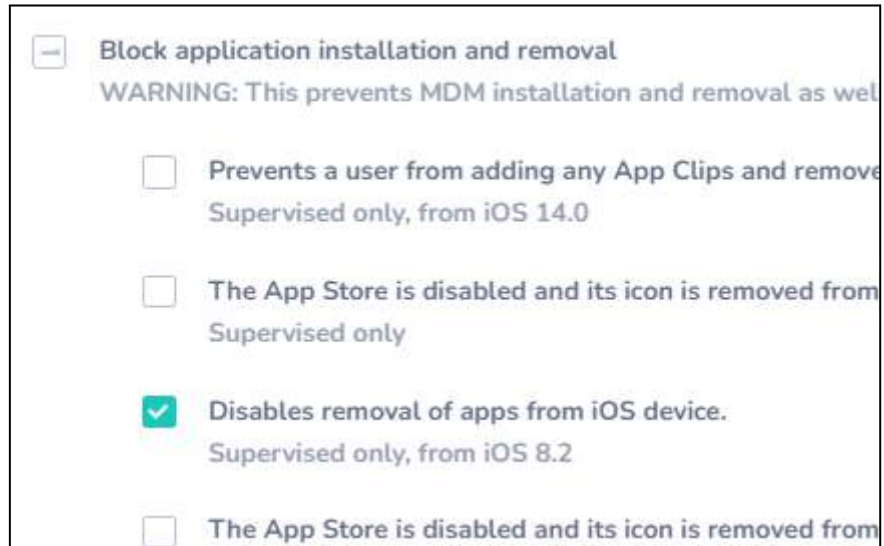 Block application installation and removal
WARNING: This prevents MDM installation and removal as wel
Prevents a user from adding any App Clips and remove
Supervised only, from iOS 14.0
The App Store is disabled and its icon is removed from
Supervised only
Disables removal of apps from iOS device.
Supervised only, from iOS 8.2
The App Store is disabled and its icon is removed from